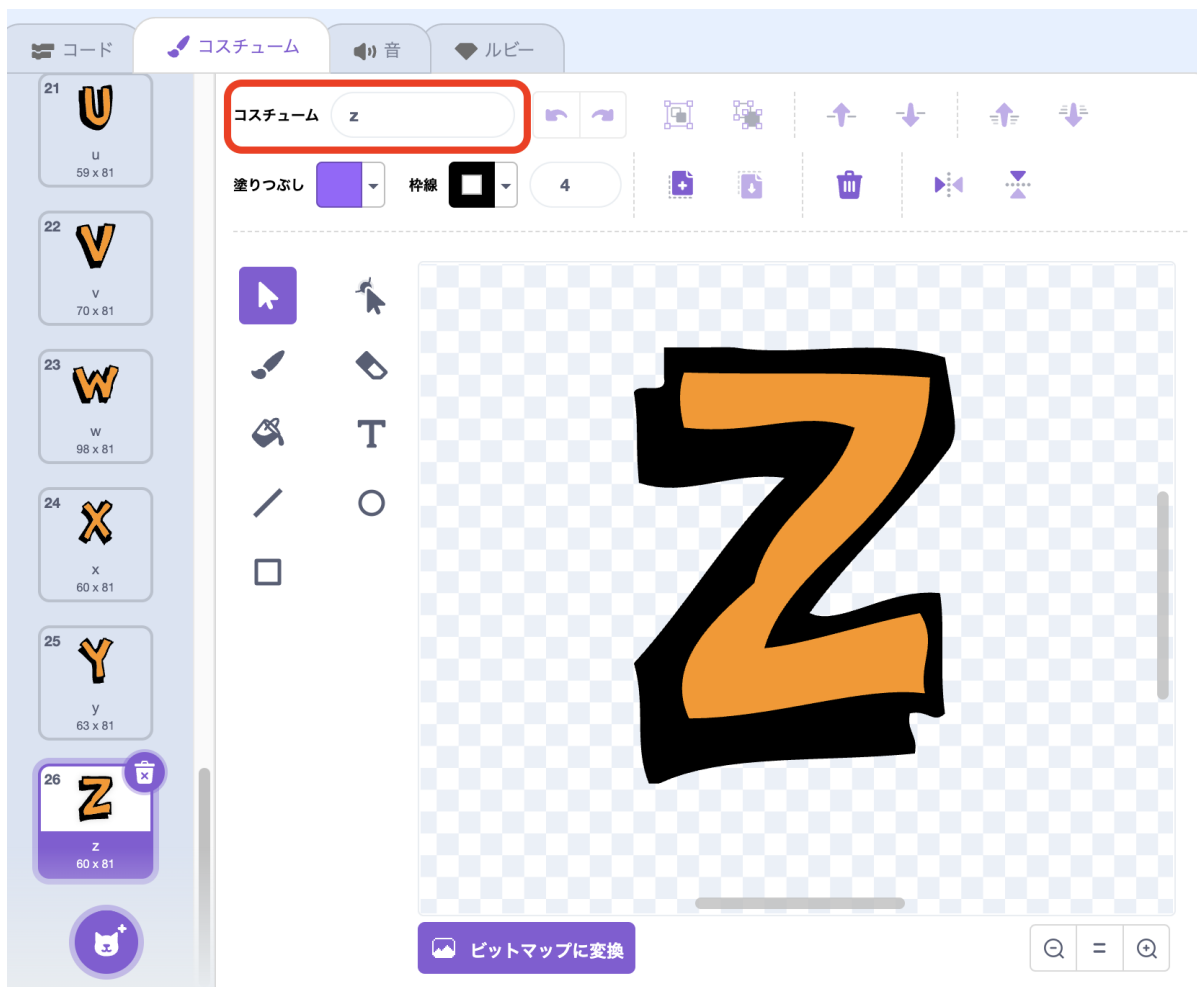 コード
コスチューム
音
ルビー
21
U
u
59 x 81
22
V
v
70 x 81
23
W
w
98 x 81
24
X
x
60 x 81
25
Y
y
63 x 81
26
Z
z
60 x 81
コスチューム z
塗りつぶし 枠線 4
T
Z
ビットマップに変換